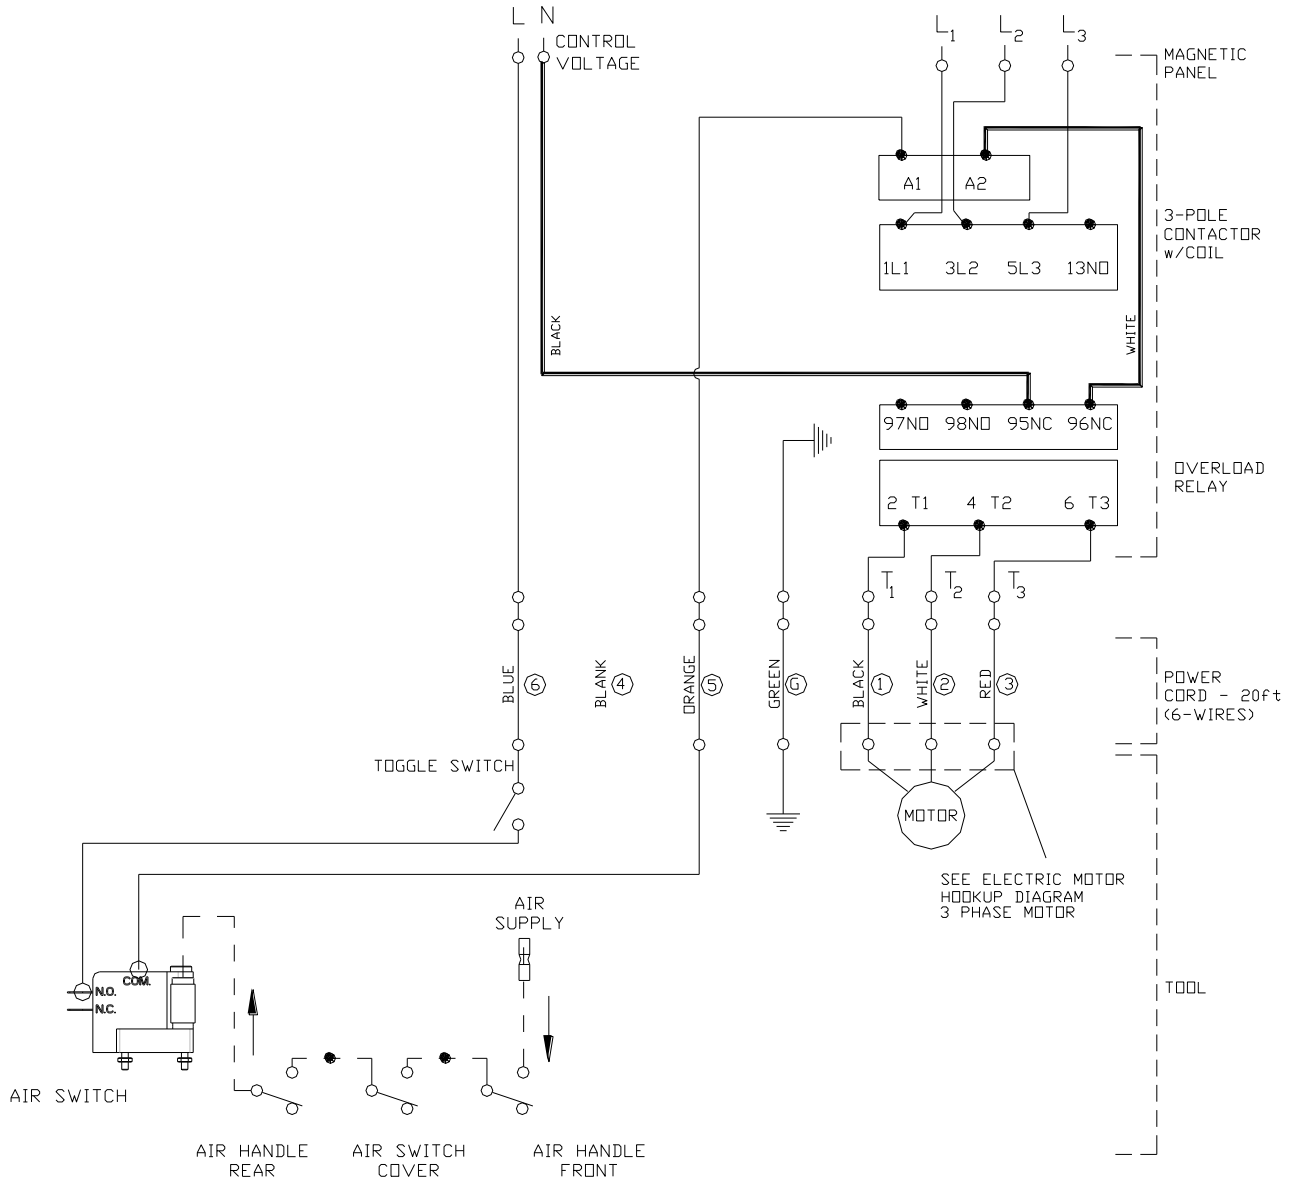 L N
CONTROL
VOLTAGE
L1 L2 L3
MAGNETIC
PANEL
A1 A2
3-POLE
CONTACTOR
w/COIL
1L1 3L2 5L3 13NO
BLACK
WHITE
97NO 98NO 95NC 96NC
OVERLOAD
RELAY
2 T1 4 T2 6 T3
T1 T2 T3
BLUE 6
BLANK 4
ORANGE 5
GREEN G
BLACK 1
WHITE 2
RED 3
POWER
CORD - 20ft
(6-WIRES)
TOGGLE SWITCH
MOTOR
SEE ELECTRIC MOTOR
HOOKUP DIAGRAM
3 PHASE MOTOR
AIR
SUPPLY
COM.
N.O.
N.C.
TOOL
AIR SWITCH
AIR HANDLE
REAR
AIR SWITCH
COVER
AIR HANDLE
FRONT